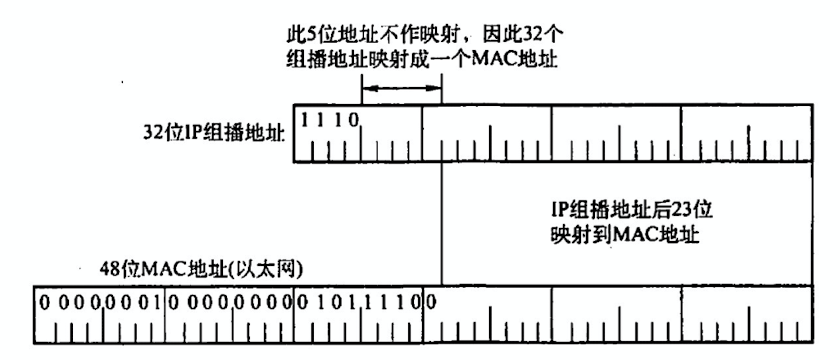 此5位地址不作映射，因此32个
组播地址映射成一个MAC地址
32位IP组播地址
1 1 1 0
IP组播地址后23位
映射到MAC地址
48位MAC地址(以太网)
0 0 0 0 0 0 0 1 0 0 0 0 0 0 0 0 0 1 0 1 1 1 1 0 0